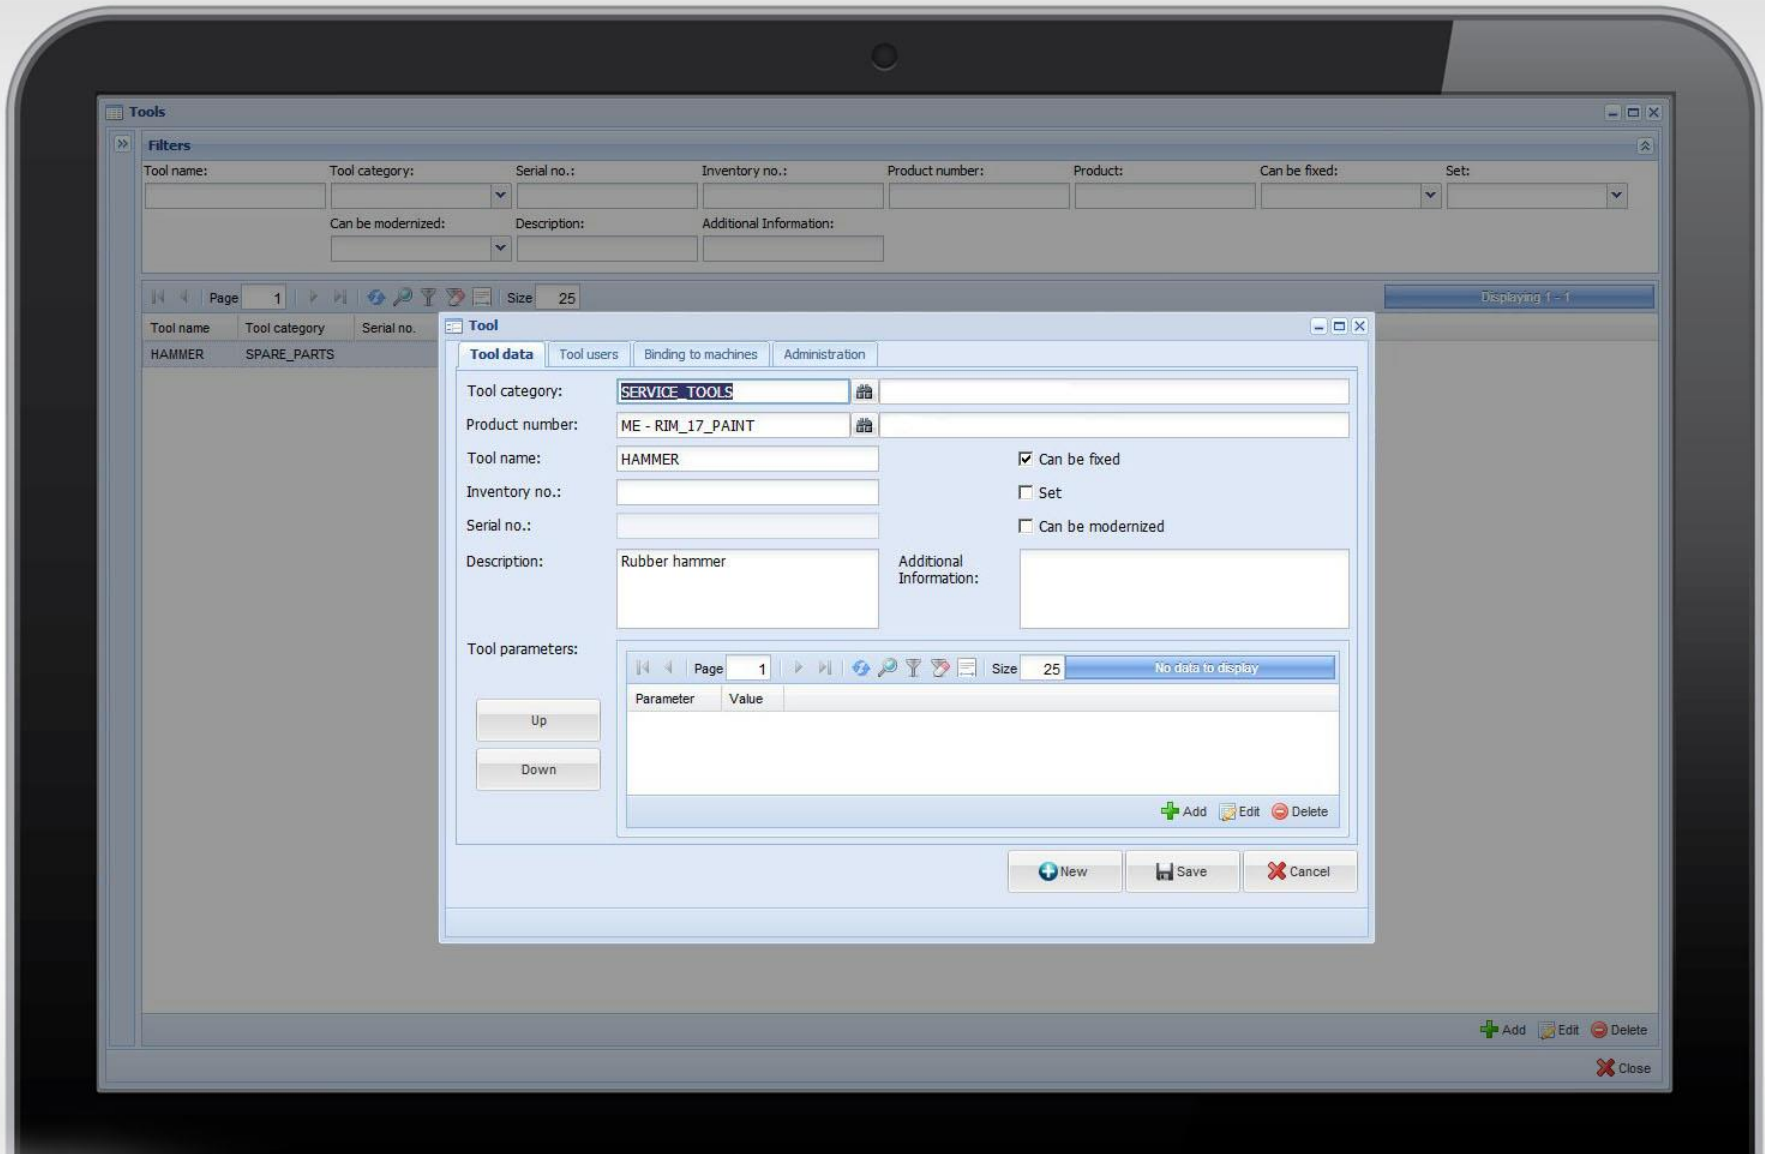 Tools
Filters
Tool name: Tool category: Serial no.: Inventory no.: Product number: Product: Can be fixed: Set:
Can be modernized: Description: Additional Information:
Page 1 Size 25 Displaying 1 - 1
Tool name Tool category Serial no.
HAMMER SPARE_PARTS
Tool
Tool data Tool users Binding to machines Administration
Tool category: SERVICE_TOOLS
Product number: ME - RIM_17_PAINT
Tool name: HAMMER Can be fixed
Inventory no.: Set
Serial no.: Can be modernized
Description: Rubber hammer Additional
Information:
Tool parameters:
Page 1 Size 25 No data to display
Parameter Value
Up
Down
Add Edit Delete
New Save Cancel
Add Edit Delete
Close